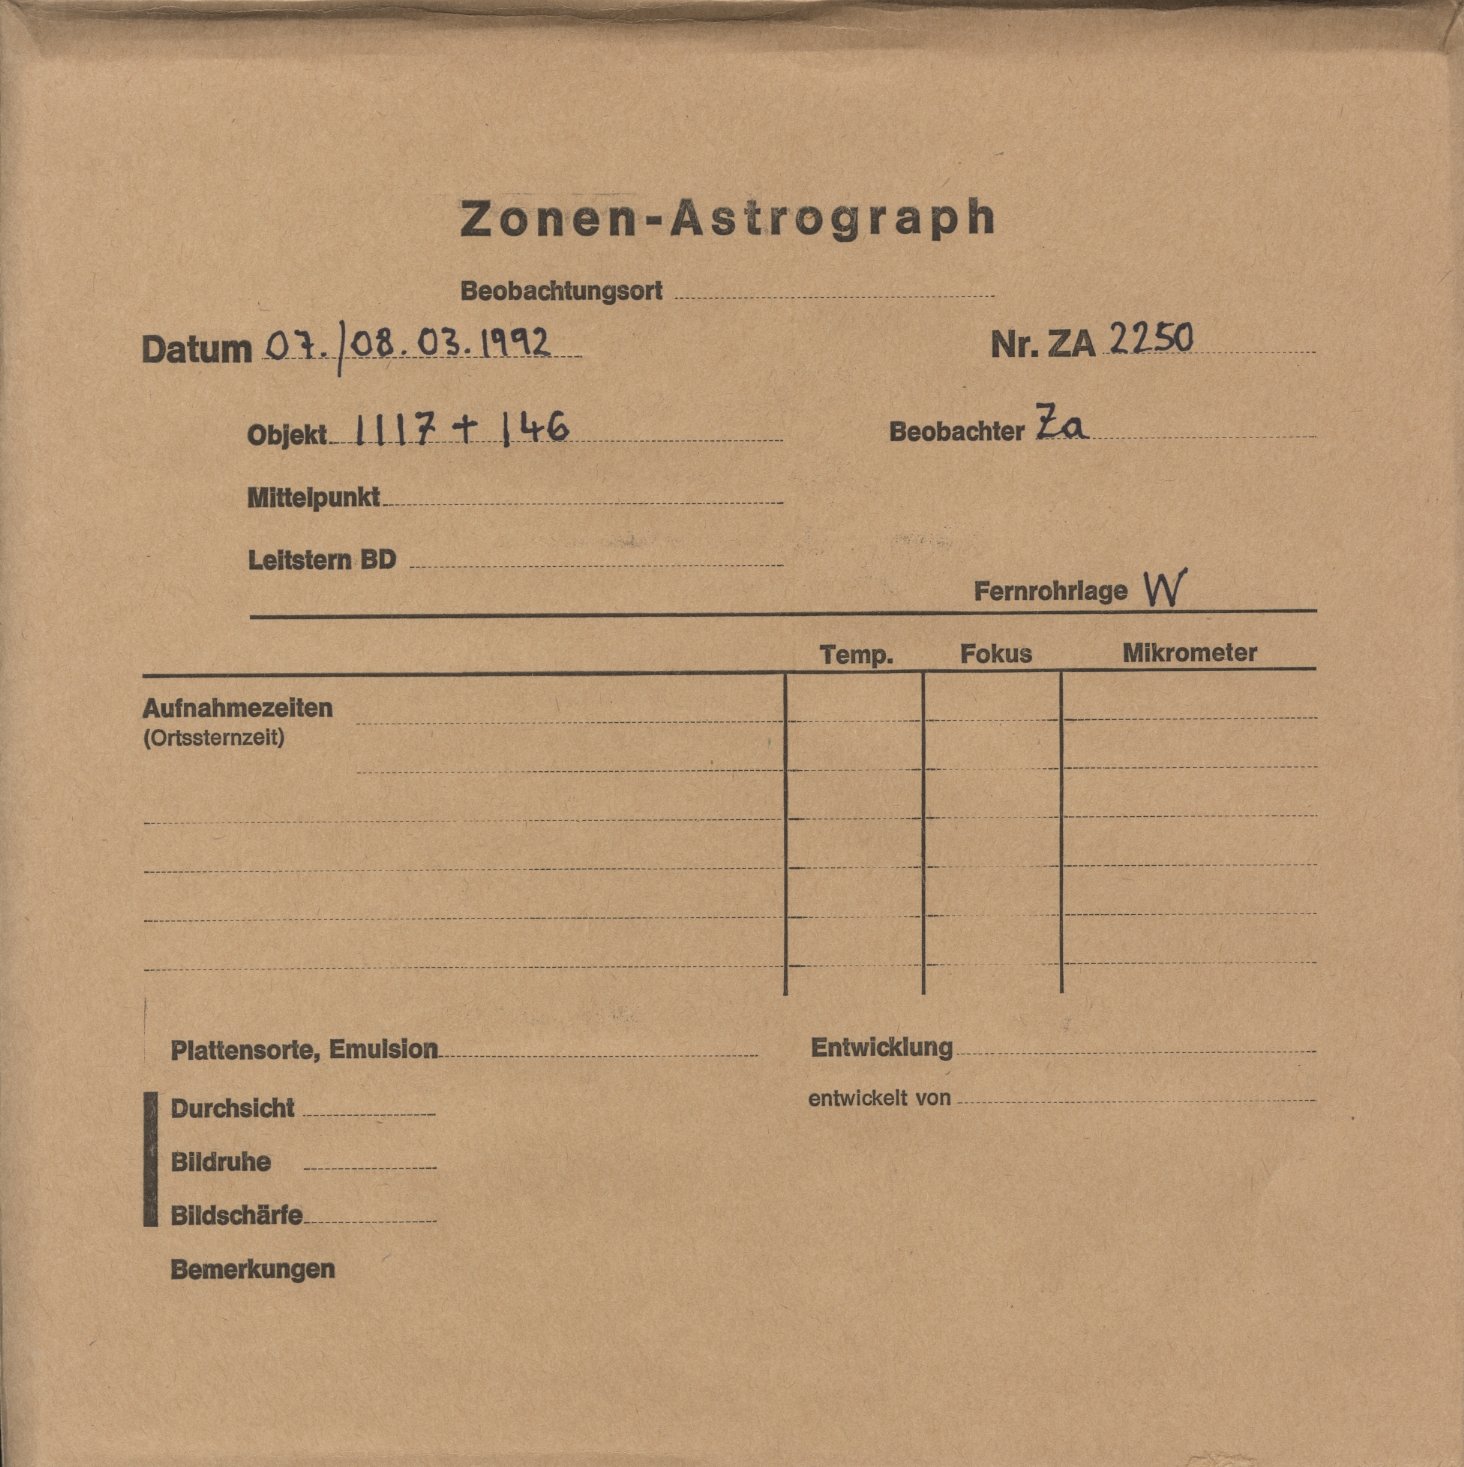 Zonen-Astrograph
Beobachtungsort
Datum 07./08.03.1992 Nr. ZA 2250
Objekt 1117 + 146 Beobachter Za
Mittelpunkt
Leitstern BD
Fernrohrlage W
Temp. Fokus Mikrometer
Aufnahmezeiten
(Ortssternzeit)
Plattensorte, Emulsion Entwicklung
Durchsicht entwickelt von
Bildruhe
Bildschärfe
Bemerkungen